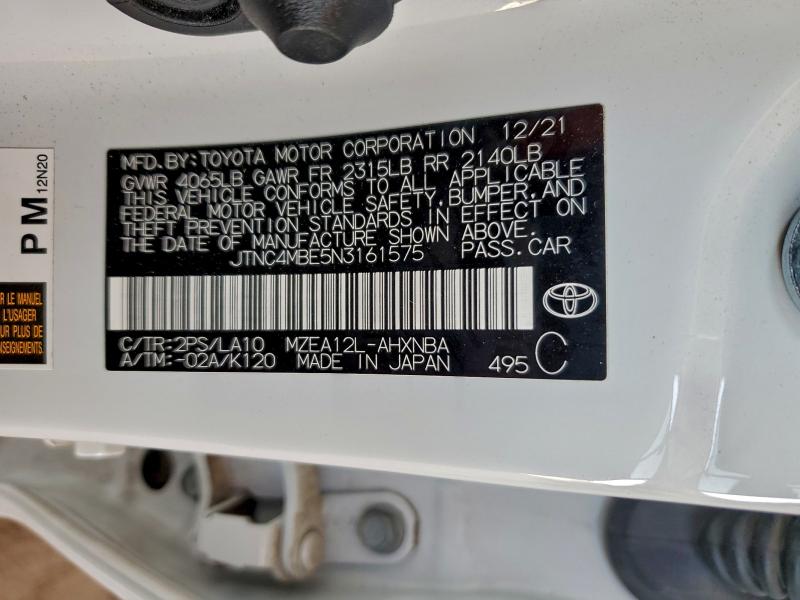 MFD.BY:TOYOTA MOTOR CORPORATION 12/21
GVWR 4065LB GAWR FR 2315LB RR 2140LB
THIS VEHICLE CONFORMS TO ALL APPLICABLE
FEDERAL MOTOR VEHICLE SAFETY,BUMPER,AND
THEFT PREVENTION STANDARDS IN EFFECT ON
THE DATE OF MANUFACTURE SHOWN ABOVE.
JTNC4MBE5N3161575 PASS.CAR
C/TR:2PS/LA10 MZEA12L-AHXNBA
A/TM:-02A/K120 MADE IN JAPAN 495 C
PM 12N20
R LE MANUEL
L'USAGER
UR PLUS DE
NSEIGNEMENTS.